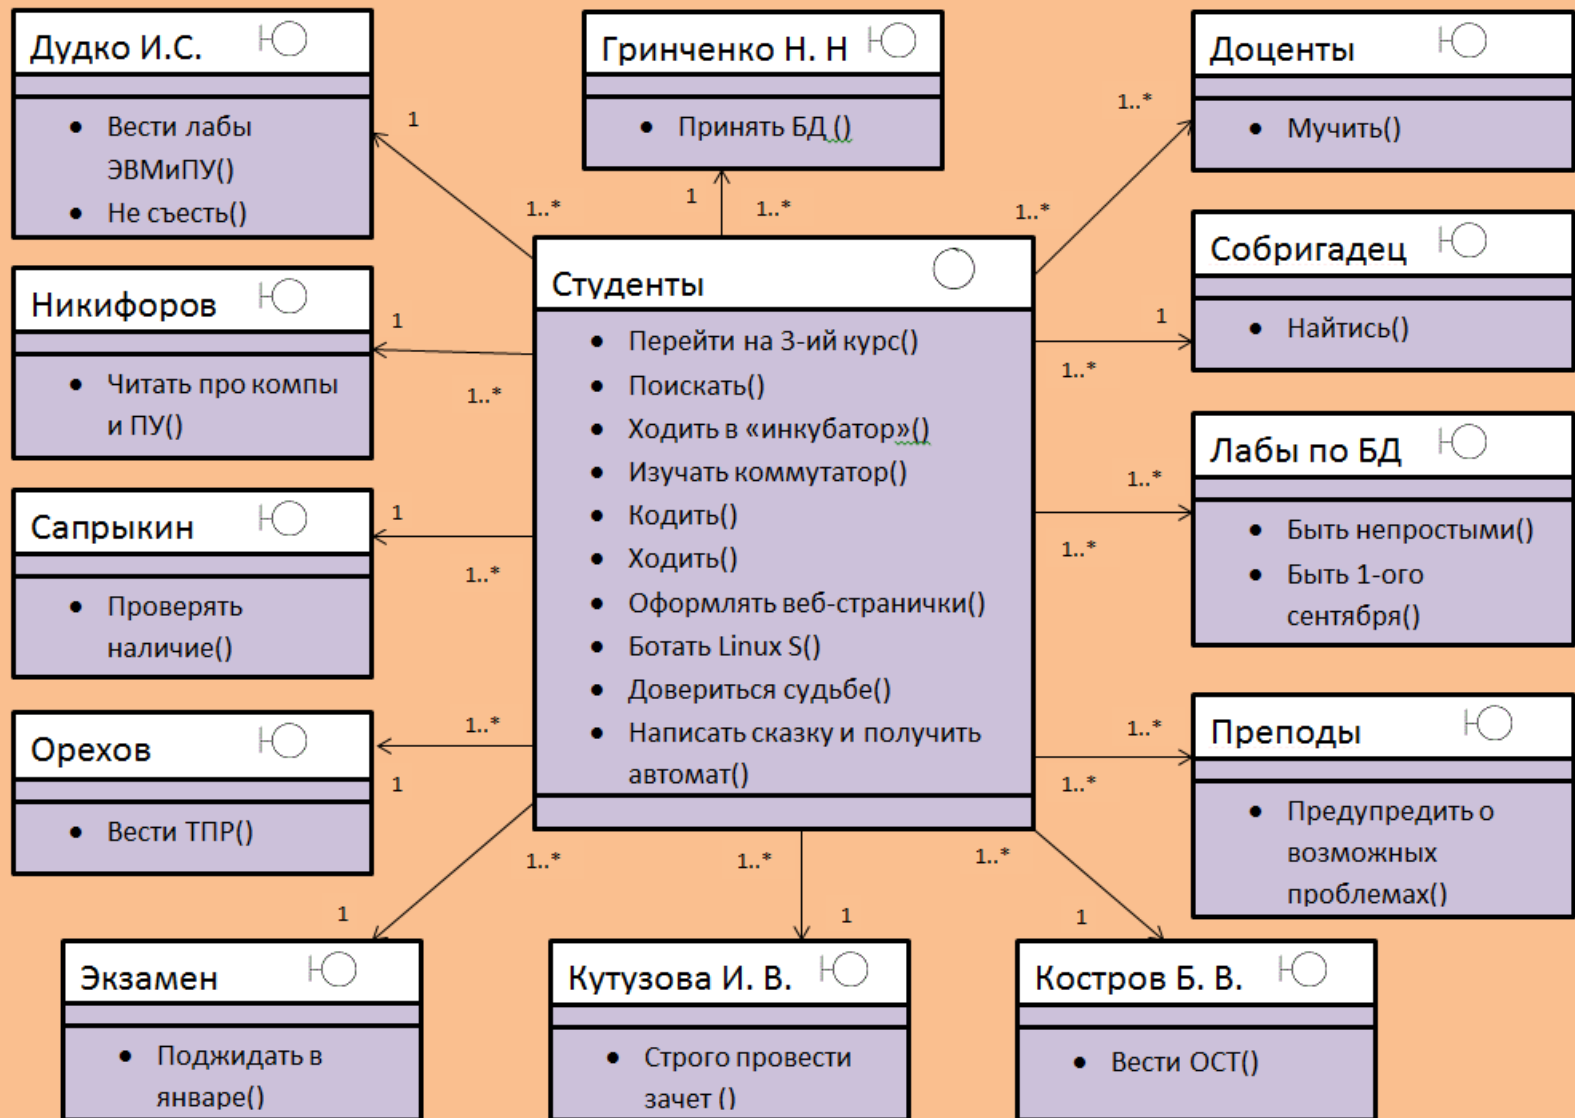 Дудко И.С.
• Вести лабы
ЭВМиПУ()
• Не съесть()
Гринченко Н. Н
• Принять БД ()
Доценты
• Мучить()
1
1..*
1
1..*
1..*
1..*
Никифоров
• Читать про компы
и ПУ()
1
1..*
Студенты
• Перейти на 3-ий курс()
• Поискать()
• Ходить в «инкубатор»()
• Изучать коммутатор()
• Кодить()
• Ходить()
• Оформлять веб-странички()
• Ботать Linux S()
• Довериться судьбе()
• Написать сказку и получить
автомат()
Собригадец
• Найтись()
1
1..*
Сапрыкин
• Проверять
наличие()
1
1..*
Лабы по БД
• Быть непростыми()
• Быть 1-ого
сентября()
1..*
1..*
Орехов
• Вести ТПР()
1..*
1
Преподы
• Предупредить о
возможных
проблемах()
1..*
1..*
1..*
1
1..*
1
1..*
1
Экзамен
• Поджидать в
январе()
Кутузова И. В.
• Строго провести
зачет ()
Костров Б. В.
• Вести ОСТ()